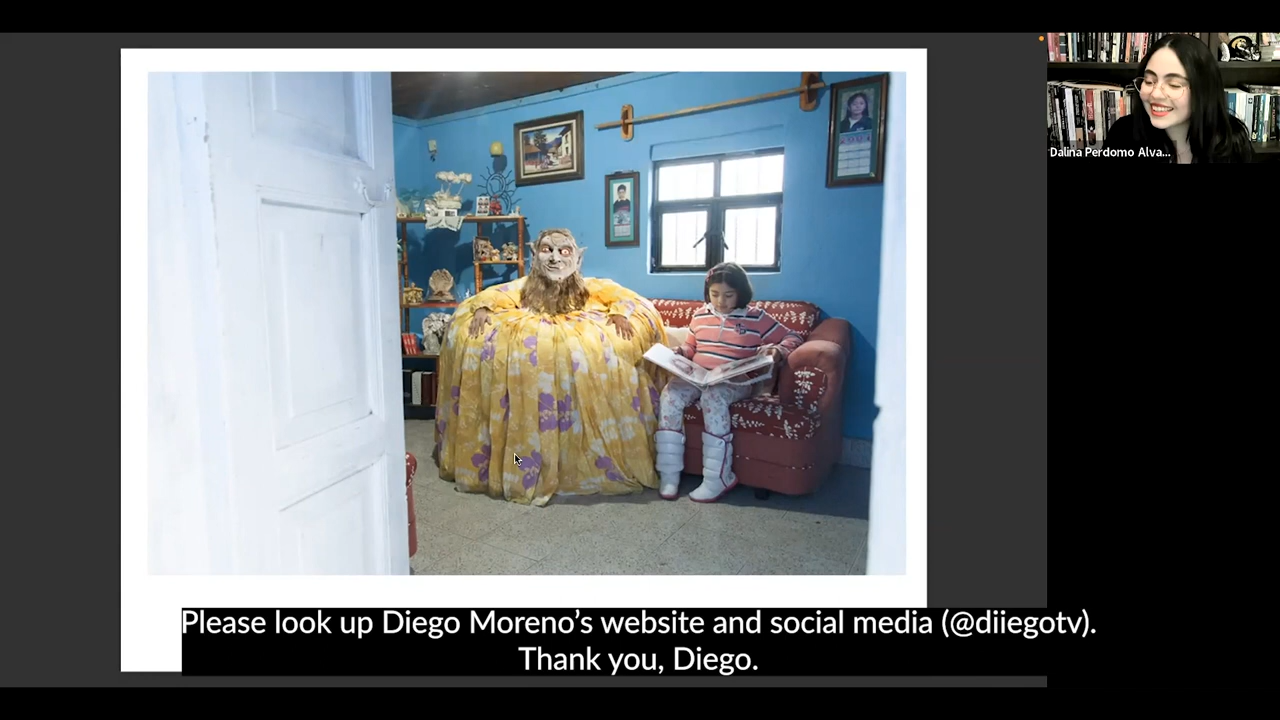 Dalina Perdomo Alva...
Please look up Diego Moreno’s website and social media (@diiegotv).
Thank you, Diego.